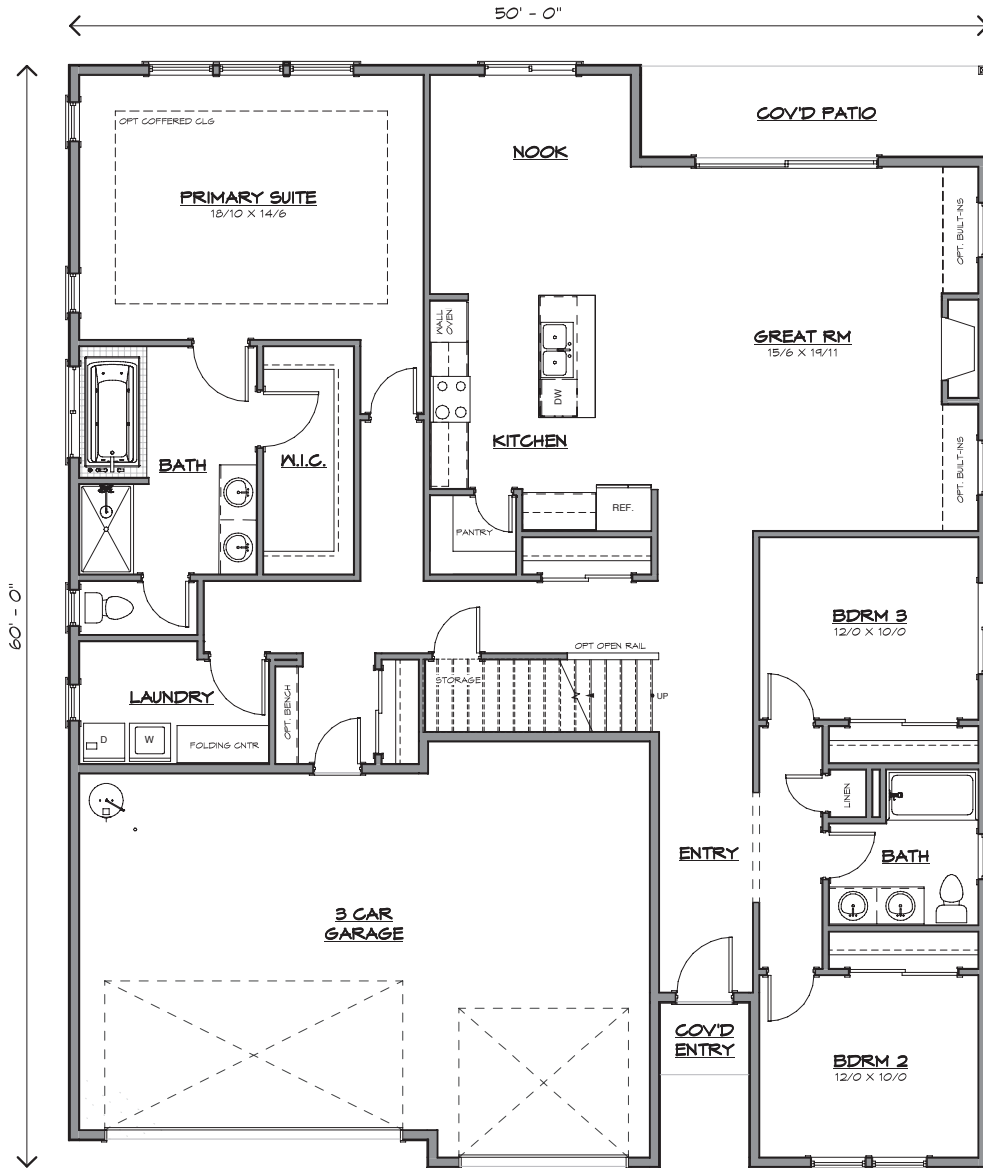 50' - 0"
OPT COFFERED CLG
COV'D PATIO
NOOK
PRIMARY SUITE
18/10 X 14/6
OPT. BUILT-INS
WALL
OVEN
GREAT RM
15/6 X 19/11
DW
KITCHEN
BATH
W.I.C.
OPT. BUILT-INS
REF.
PANTRY
60' - 0"
BDRM 3
12/0 X 10/0
OPT OPEN RAIL
STORAGE
UP
LAUNDRY
OPT. BENCH
D
W
FOLDING CNTR
LINEN
ENTRY
BATH
3 CAR
GARAGE
COV'D
ENTRY
BDRM 2
12/0 X 10/0